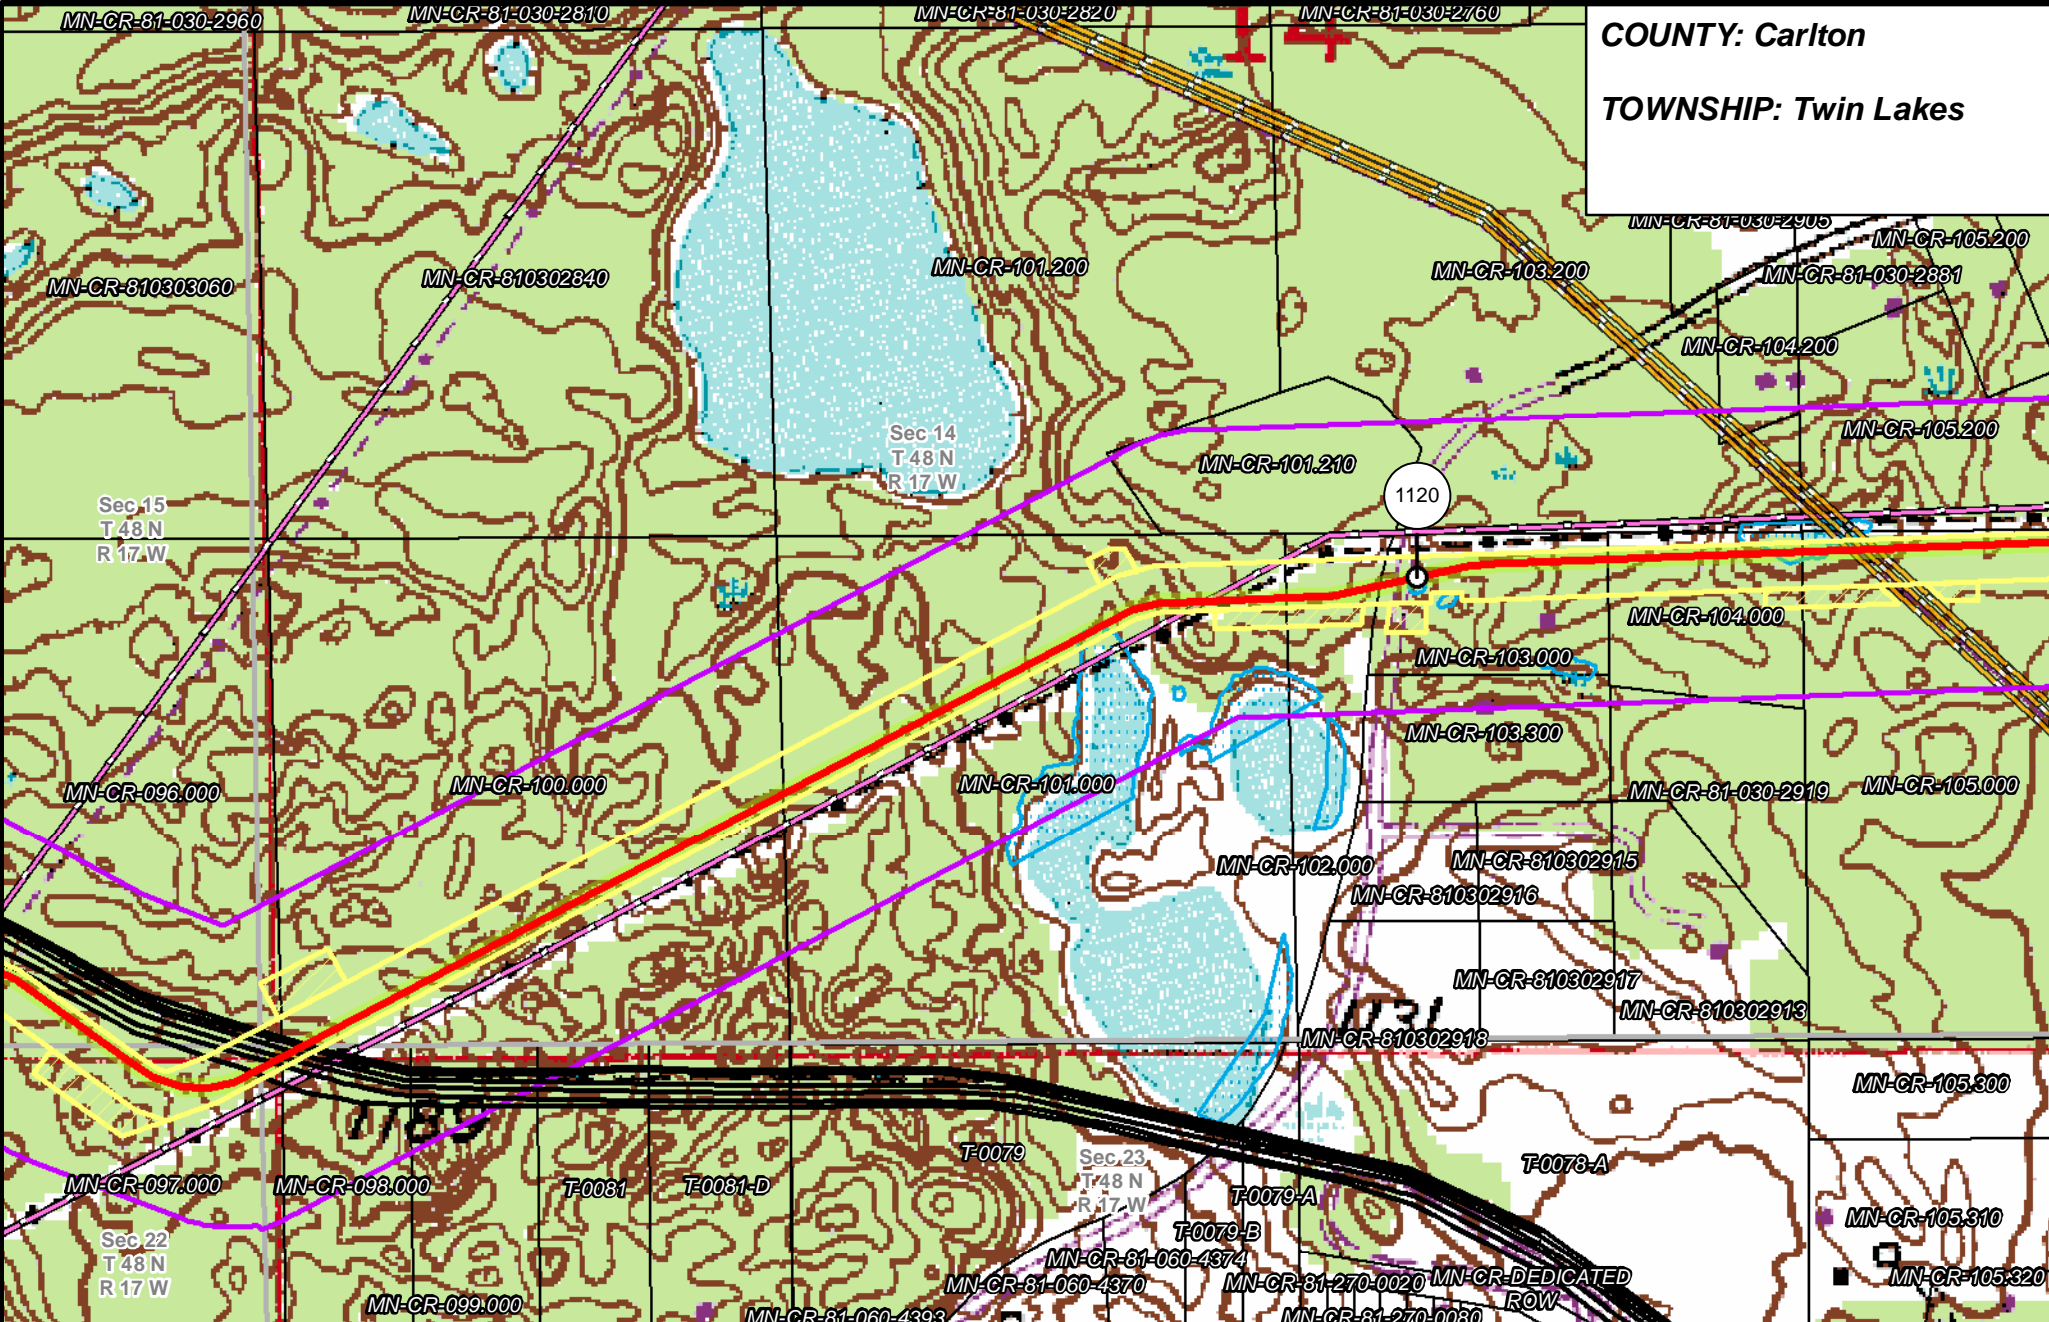 MN-CR-81-030-2960
MN-CR-81-030-2810
MN-CR-81-030-2820
MN-CR-81-030-2760
COUNTY: Carlton
TOWNSHIP: Twin Lakes
MN-CR-81-030-2905
MN-CR-105.200
MN-CR-810303060
MN-CR-810302840
MN-CR-101.200
MN-CR-103.200
MN-CR-81-030-2881
MN-CR-104.200
MN-CR-105.200
Sec 14
T 48 N
R 17 W
MN-CR-101.210
1120
Sec 15
T 48 N
R 17 W
MN-CR-104.000
MN-CR-103.000
MN-CR-103.300
MN-CR-096.000
MN-CR-100.000
MN-CR-101.000
MN-CR-81-030-2919
MN-CR-105.000
MN-CR-102.000
MN-CR-810302915
MN-CR-810302916
MN-CR-810302917
MN-CR-810302913
1131
MN-CR-810302918
MN-CR-105.300
1189
T-0079
Sec 23
T 48 N
R 17 W
T-0078-A
MN-CR-097.000
MN-CR-098.000
T-0081
T-0081-D
T-0079-A
T-0079-B
MN-CR-105.310
Sec 22
T 48 N
R 17 W
MN-CR-81-060-4374
MN-CR-81-060-4370
MN-CR-81-270-0020
MN-CR-DEDICATED
ROW
MN-CR-105.320
MN-CR-099.000
MN-CR-81-060-4393
MN-CR-81-270-0080